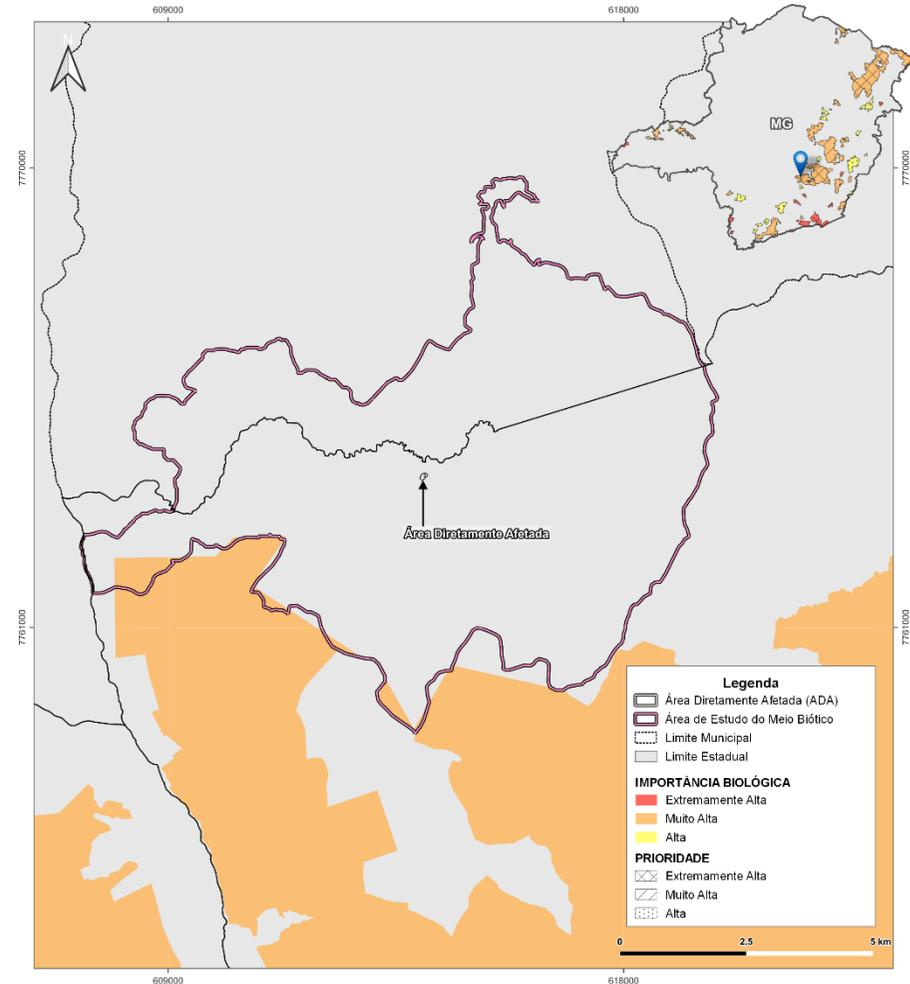 609000
618000
N
MG
7770000
7770000
Área Diretamente Afetada
7761000
7761000
Legenda
Área Diretamente Afetada (ADA)
Área de Estudo do Meio Biótico
Limite Municipal
Limite Estadual
IMPORTÂNCIA BIOLÓGICA
Extremamente Alta
Muito Alta
Alta
PRIORIDADE
Extremamente Alta
Muito Alta
Alta
0 2,5 5 km
609000
618000